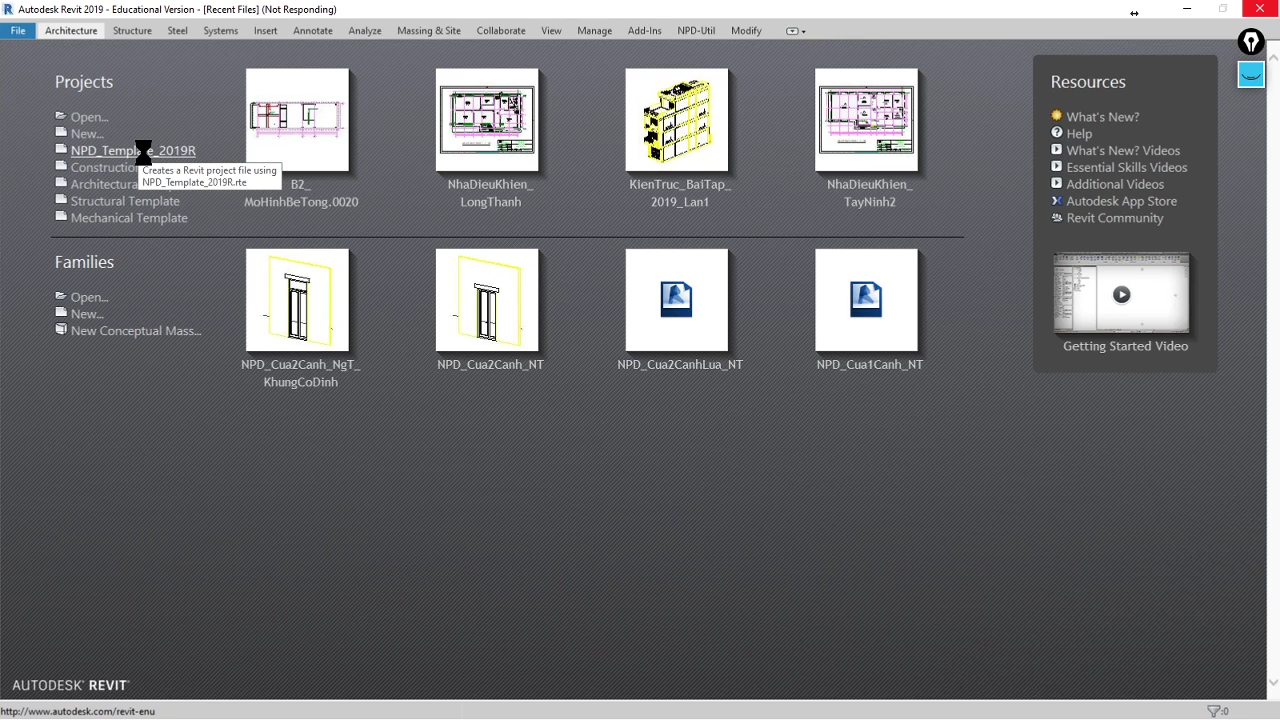 Autodesk Revit 2019 - Educational Version - [Recent Files] (Not Responding)
File Architecture Structure Steel Systems Insert Annotate Analyze Massing & Site Collaborate View Manage Add-Ins NPD-Util Modify
Projects
Open...
New...
NPD_Template_2019R
Construction
Architectura
Structural Template
Mechanical Template
Creates a Revit project file using
NPD_Template_2019R.rte
B2_
MoHinhBeTong.0020
NhaDieuKhien_
LongThanh
KienTruc_BaiTap_
2019_Lan1
NhaDieuKhien_
TayNinh2
Families
Open...
New...
New Conceptual Mass...
NPD_Cua2Canh_NgT_
KhungCoDinh
NPD_Cua2Canh_NT
NPD_Cua2CanhLua_NT
NPD_Cua1Canh_NT
Resources
What's New?
Help
What's New? Videos
Essential Skills Videos
Additional Videos
Autodesk App Store
Revit Community
Getting Started Video
AUTODESK® REVIT®
http://www.autodesk.com/revit-enu
:0